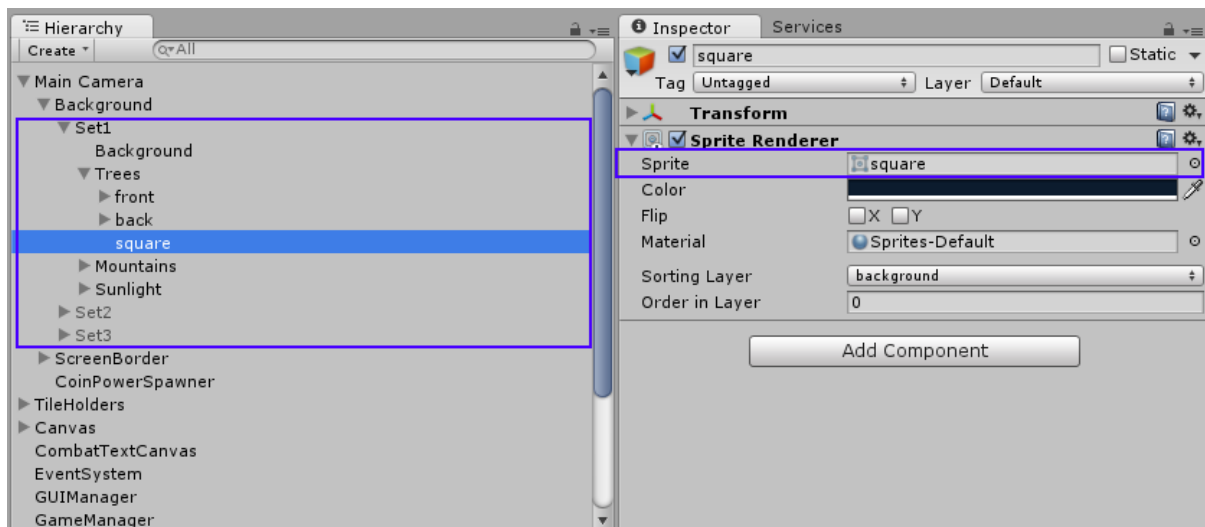 Hierarchy
Create
All
Main Camera
Background
Set1
Background
Trees
front
back
square
Mountains
Sunlight
Set2
Set3
ScreenBorder
CoinPowerSpawner
TileHolders
Canvas
CombatTextCanvas
EventSystem
GUIManager
GameManager
Inspector Services
square Static
Tag Untagged Layer Default
Transform
Sprite Renderer
Sprite square
Color
Flip X Y
Material Sprites-Default
Sorting Layer background
Order in Layer 0
Add Component